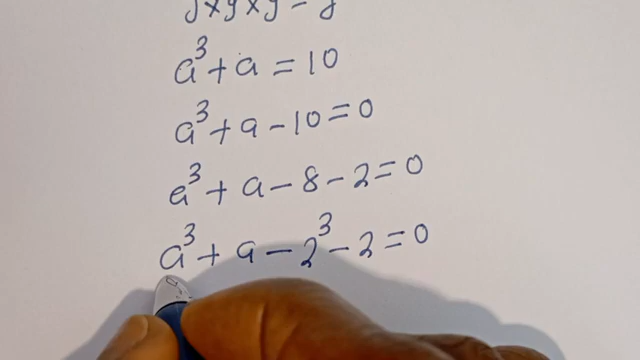 y x y x y = y
a³ + a = 10
a³ + a - 10 = 0
a³ + a - 8 - 2 = 0
a³ + a - 2³ - 2 = 0